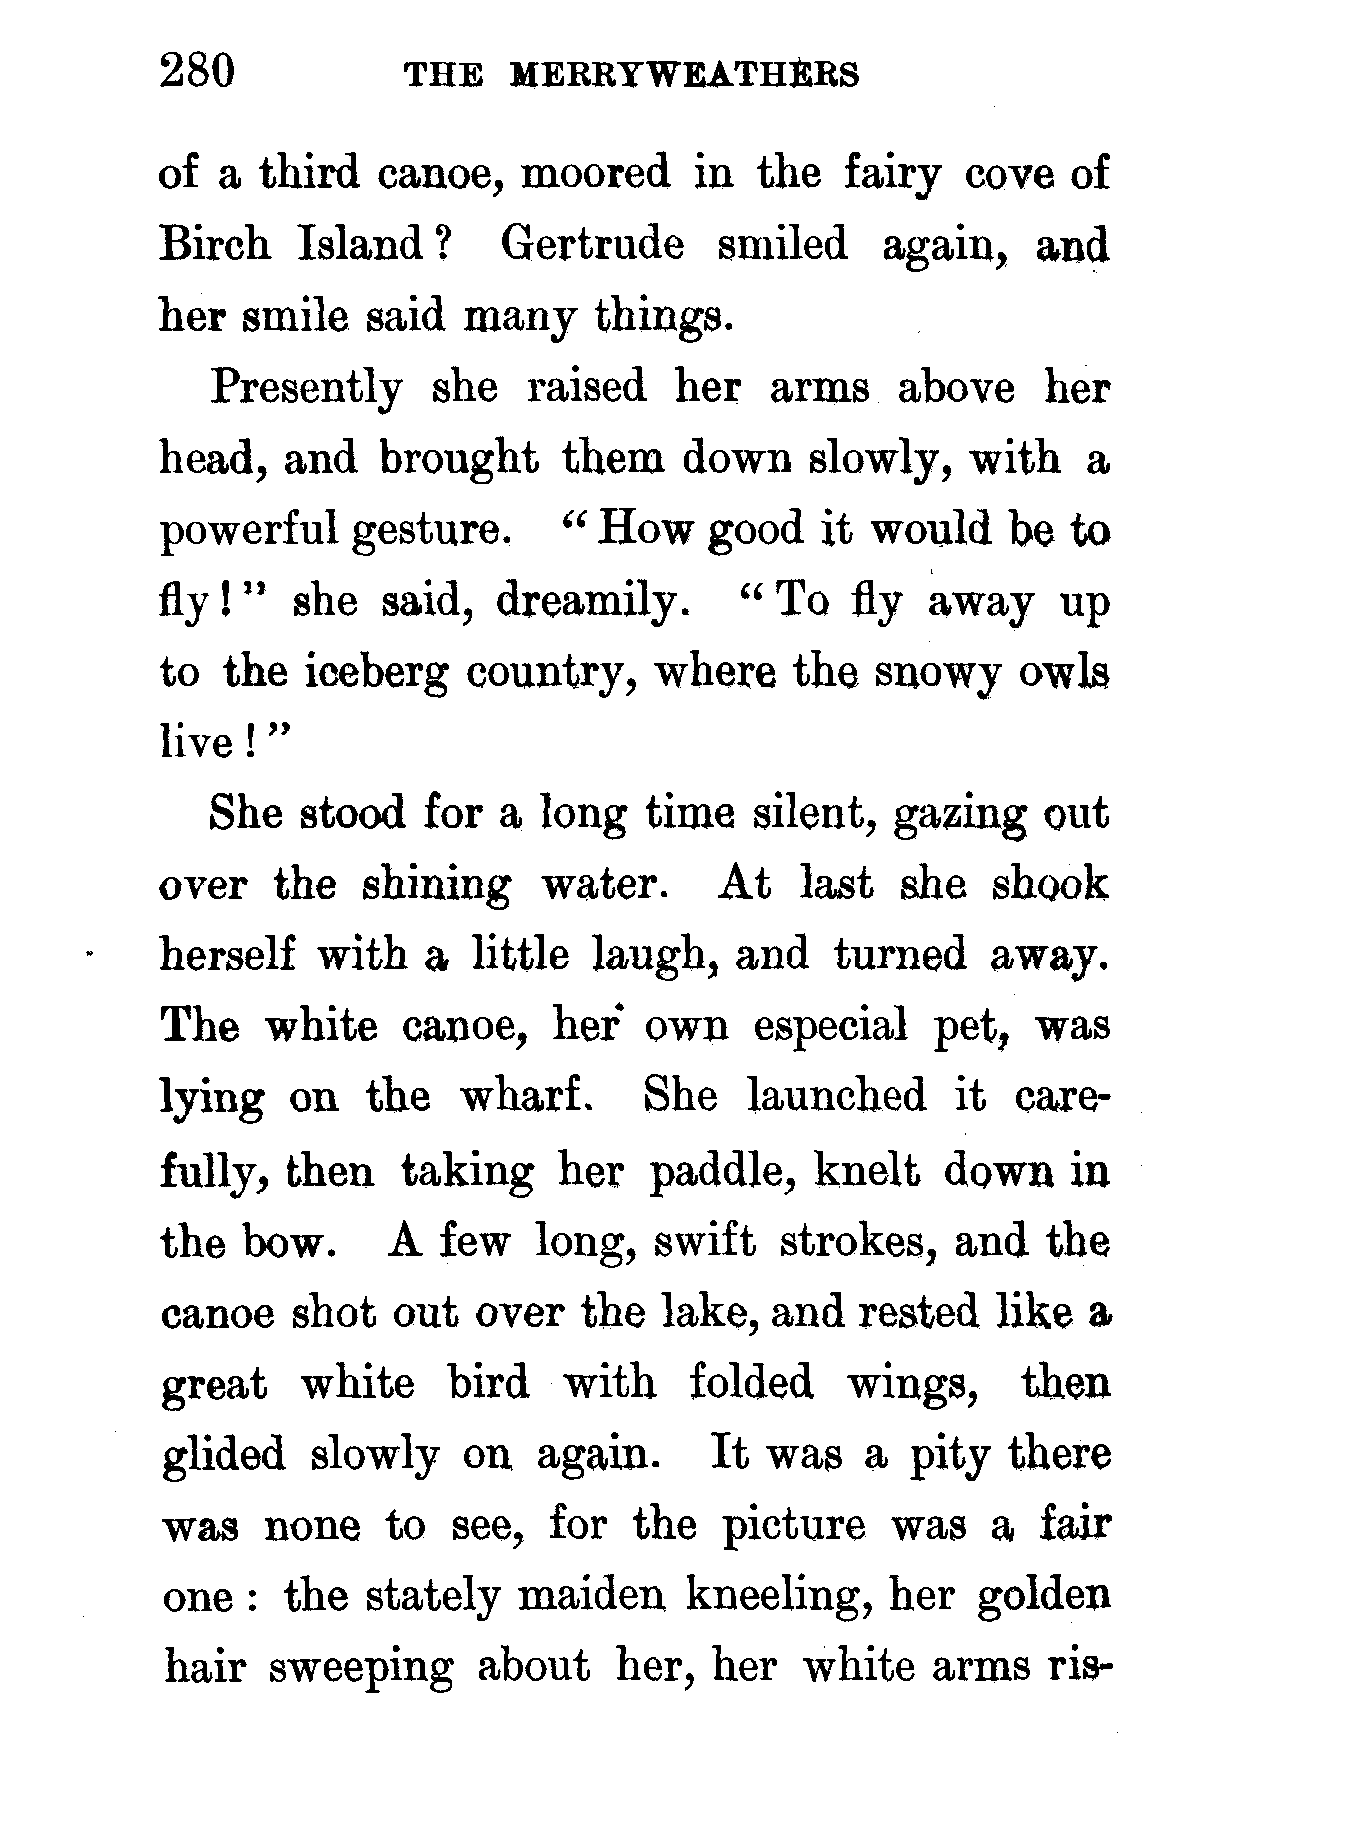 280 THE MERRYWEATHERS
of a third canoe, moored in the fairy cove of
Birch Island? Gertrude smiled again, and
her smile said many things.
Presently she raised her arms above her
head, and brought them down slowly, with a
powerful gesture. "How good it would be to
fly!" she said, dreamily. "To fly away up
to the iceberg country, where the snowy owls
live!"
She stood for a long time silent, gazing out
over the shining water. At last she shook
herself with a little laugh, and turned away.
The white canoe, her own especial pet, was
lying on the wharf. She launched it care-
fully, then taking her paddle, knelt down in
the bow. A few long, swift strokes, and the
canoe shot out over the lake, and rested like a
great white bird with folded wings, then
glided slowly on again. It was a pity there
was none to see, for the picture was a fair
one: the stately maiden kneeling, her golden
hair sweeping about her, her white arms ris-